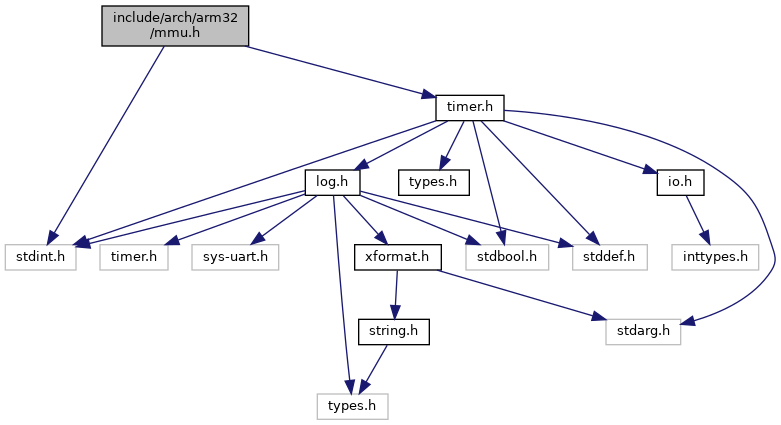 include/arch/arm32
/mmu.h
timer.h
log.h
types.h
io.h
stdint.h
timer.h
sys-uart.h
xformat.h
stdbool.h
stddef.h
inttypes.h
string.h
stdarg.h
types.h